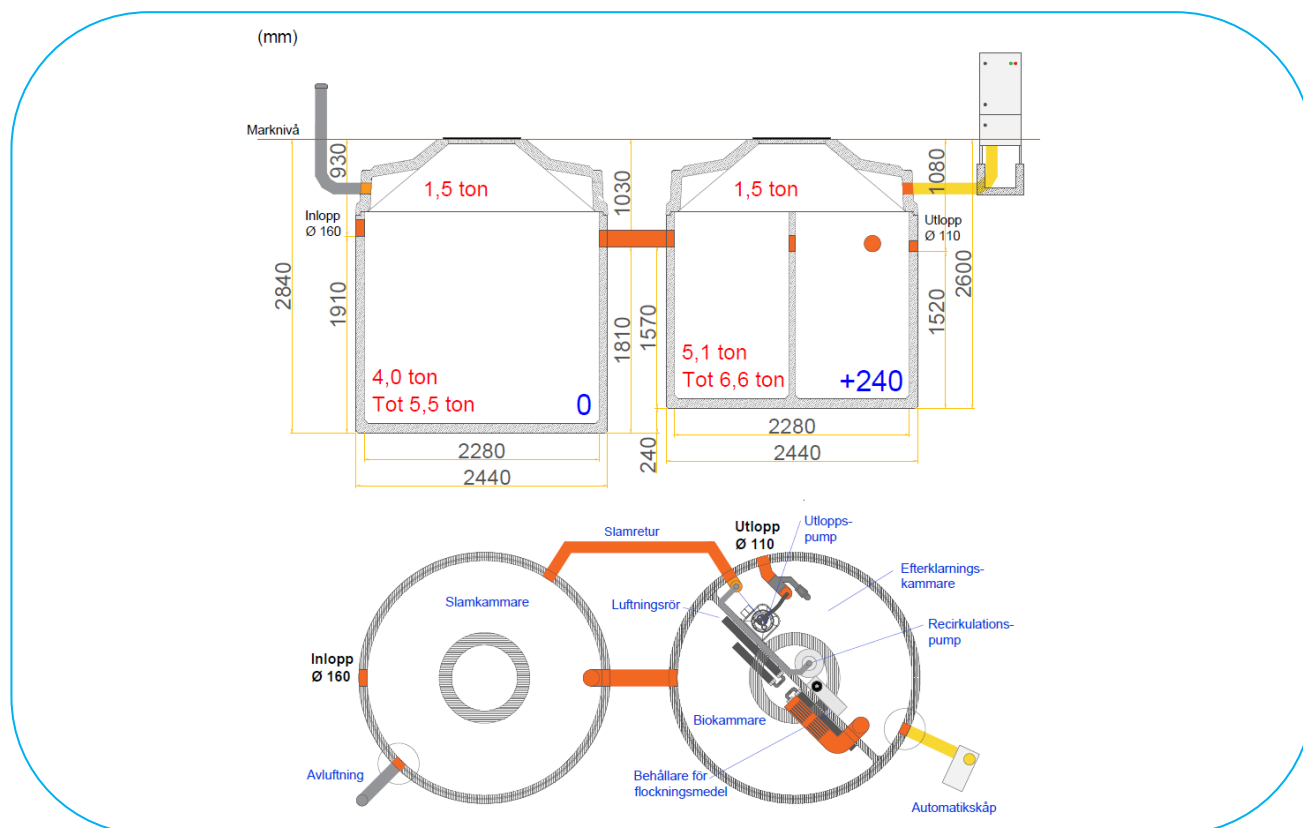 (mm)
Marknivå
930
1030
1080
1,5 ton
1,5 ton
Inlopp
Ø 160
Utlopp
Ø 110
2840
1910
1810
1570
2600
1520
4,0 ton
Tot 5,5 ton
0
5,1 ton
Tot 6,6 ton
+240
2280
2440
240
2280
2440
Slamretur
Utlopp
Ø 110
Utlopps-
pump
Efterklarnings-
kammare
Slamkammare
Luftningsrör
Recirkulations-
pump
Inlopp
Ø 160
Biokammare
Avluftning
Behållare för
flockningsmedel
Automatikskåp